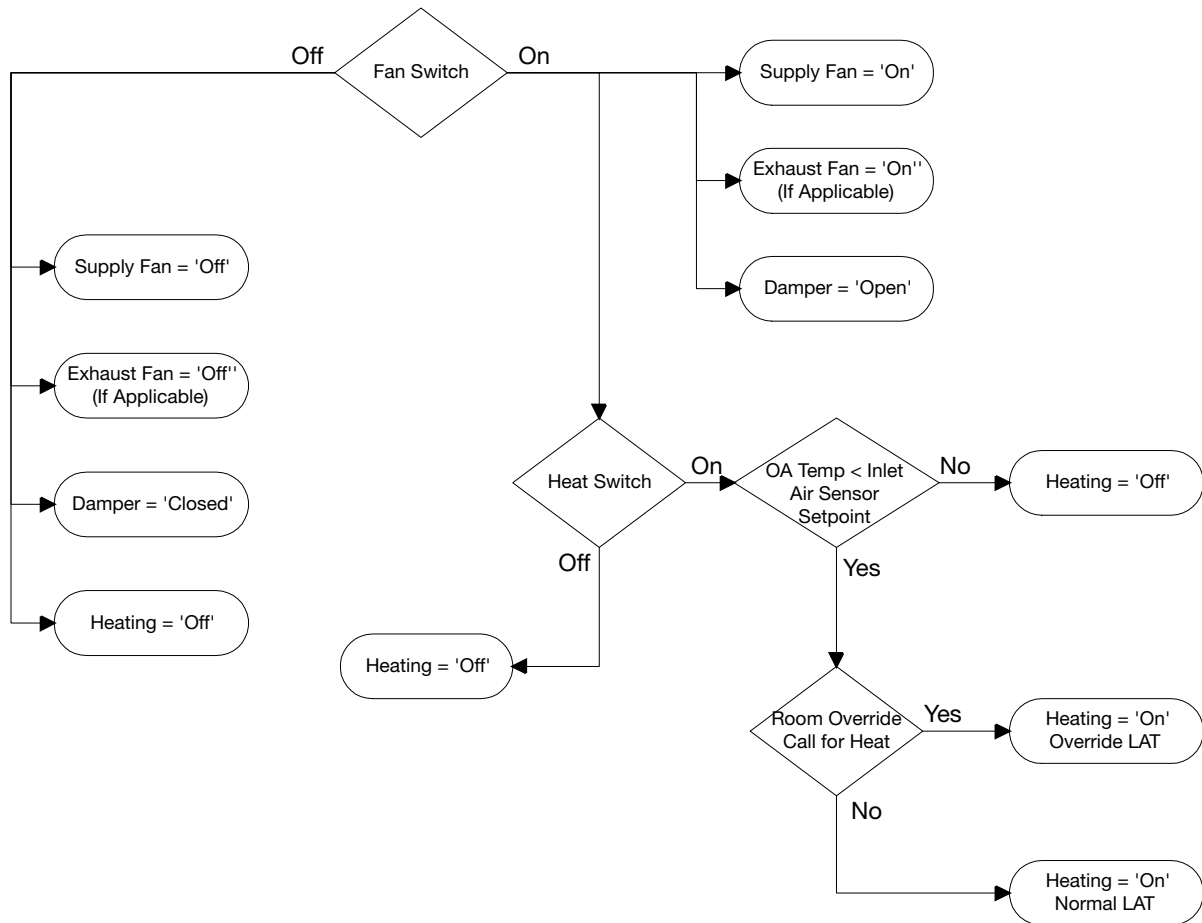 Off
Fan Switch
On
Supply Fan = 'On'
Exhaust Fan = 'On''
(If Applicable)
Damper = 'Open'
Supply Fan = 'Off'
Exhaust Fan = 'Off''
(If Applicable)
Damper = 'Closed'
Heating = 'Off'
Heat Switch
On
Off
Heating = 'Off'
OA Temp < Inlet
Air Sensor
Setpoint
No
Heating = 'Off'
Yes
Room Override
Call for Heat
Yes
Heating = 'On'
Override LAT
No
Heating = 'On'
Normal LAT